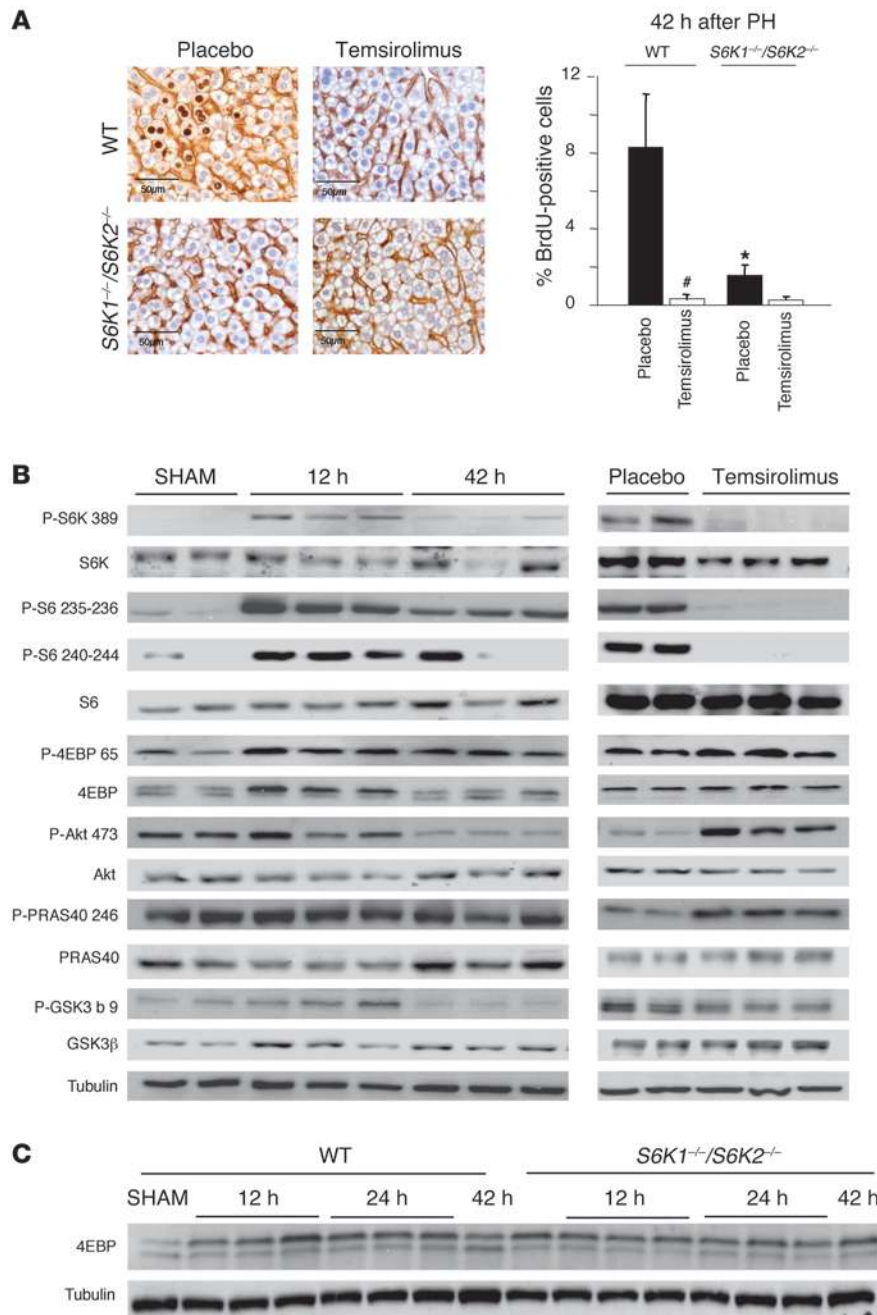 A
Placebo Temsirolimus
WT
50µm
50µm
S6K1⁻/⁻/S6K2⁻/⁻
50µm
50µm
42 h after PH
WT S6K1⁻/⁻/S6K2⁻/⁻
% BrdU-positive cells
12
8
4
0
#
*
Placebo
Temsirolimus
Placebo
Temsirolimus
B
SHAM 12 h 42 h Placebo Temsirolimus
P-S6K 389
S6K
P-S6 235-236
P-S6 240-244
S6
P-4EBP 65
4EBP
P-Akt 473
Akt
P-PRAS40 246
PRAS40
P-GSK3 b 9
GSK3β
Tubulin
C
WT S6K1⁻/⁻/S6K2⁻/⁻
SHAM 12 h 24 h 42 h 12 h 24 h 42 h
4EBP
Tubulin